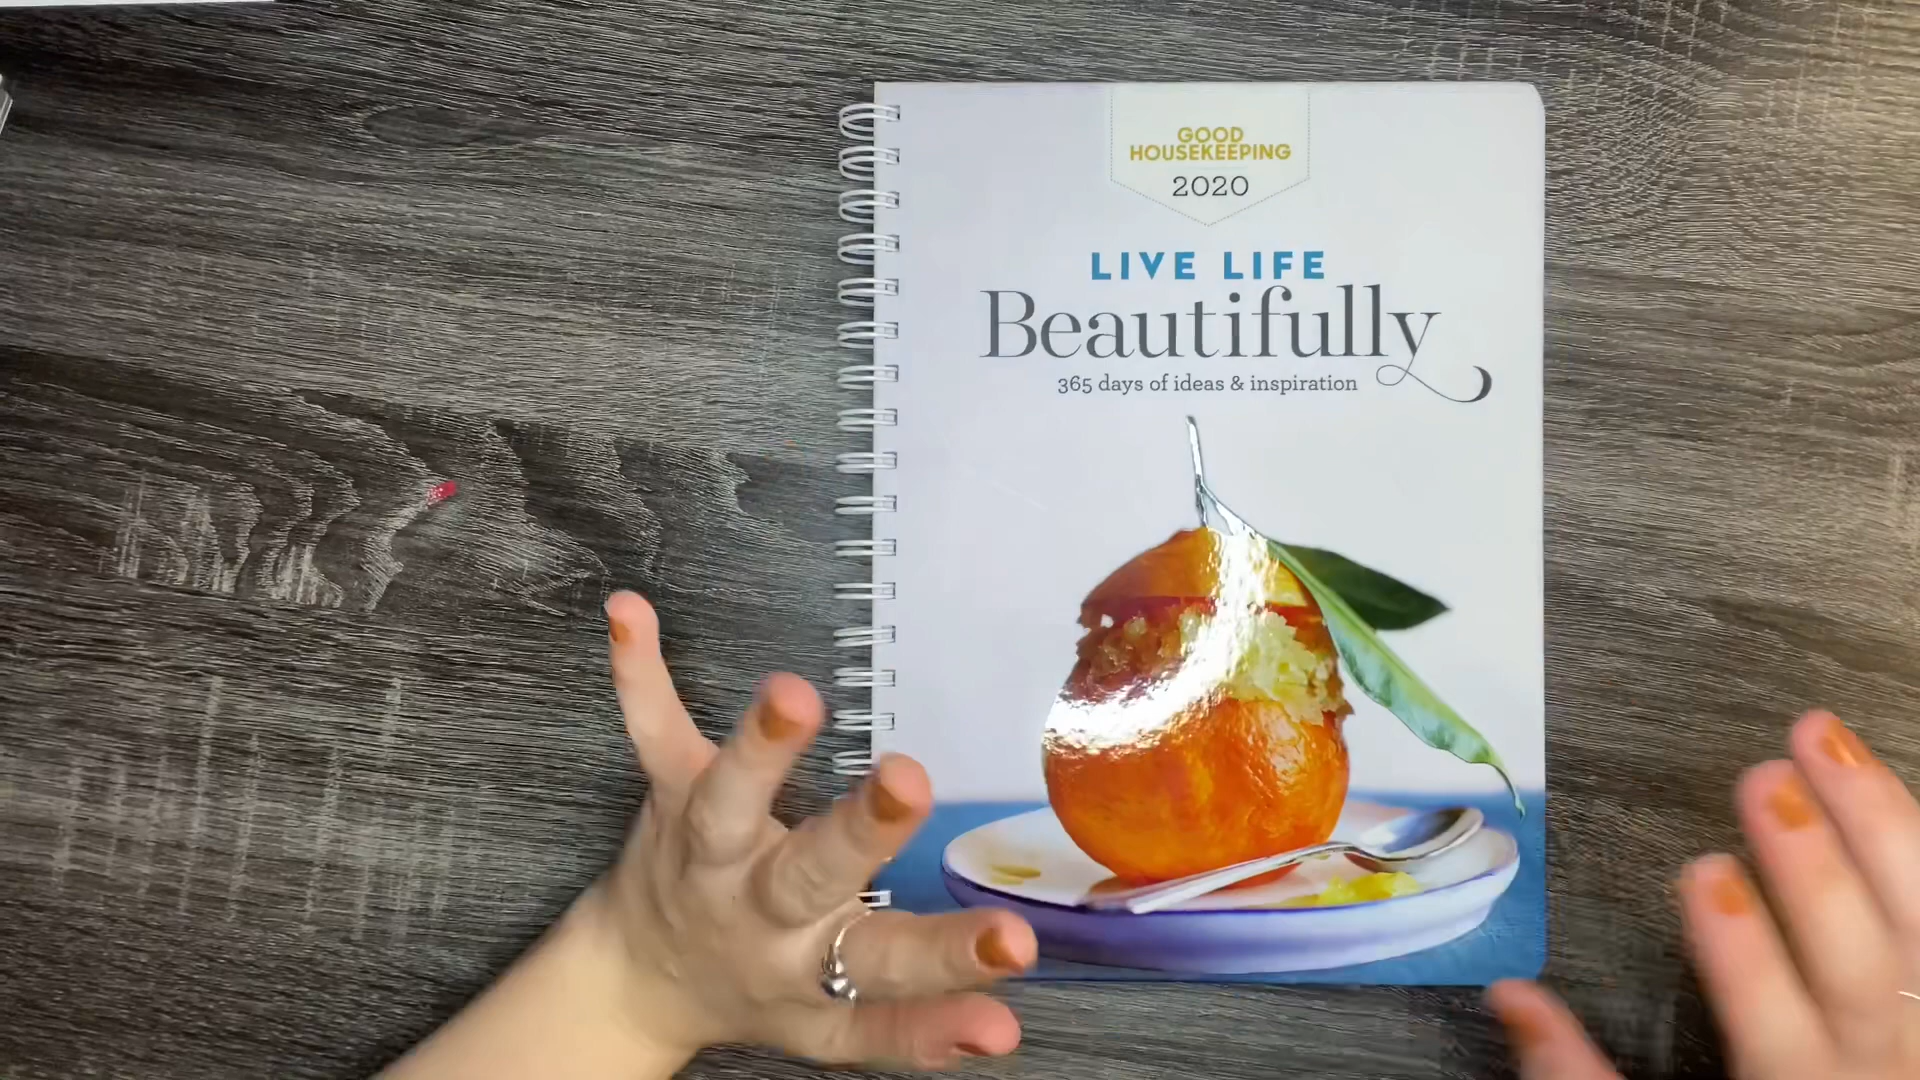 GOOD
HOUSEKEEPING
2020
LIVE LIFE
Beautifully
365 days of ideas & inspiration